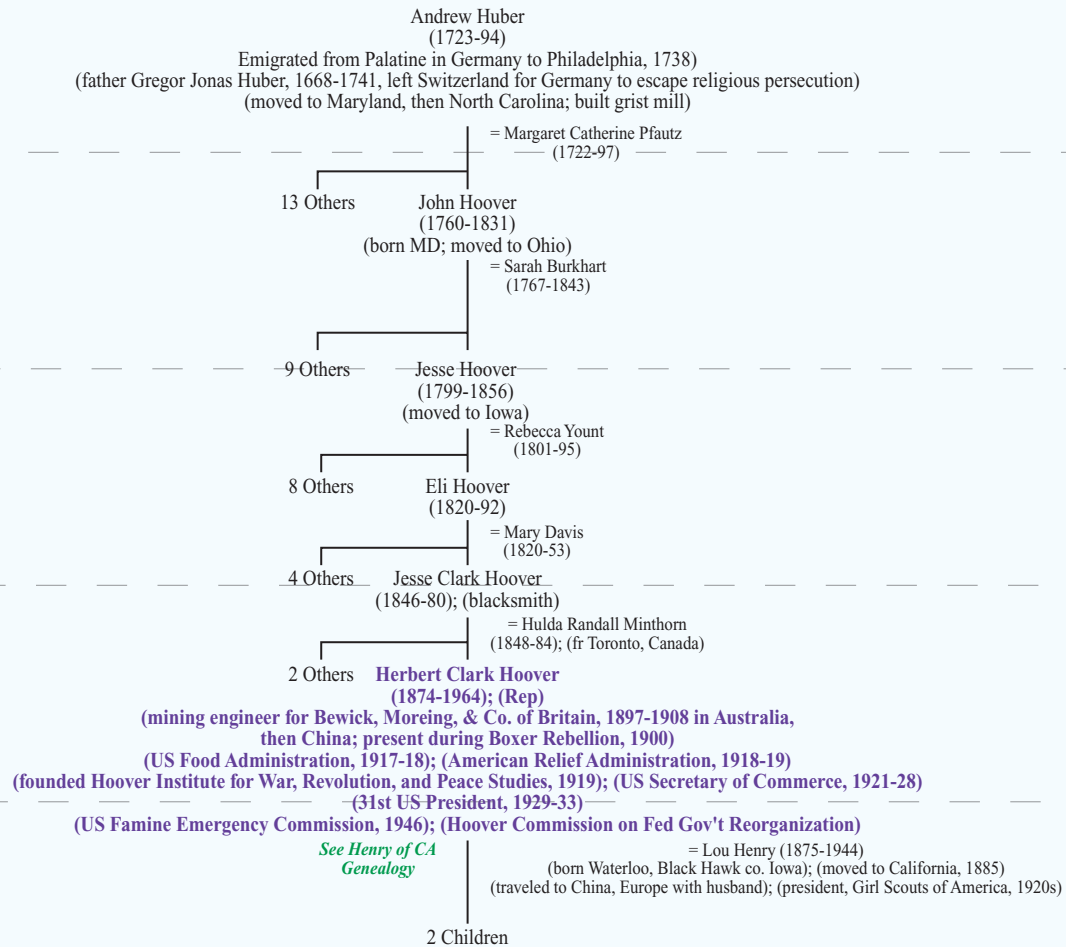 Andrew Huber
(1723-94)
Emigrated from Palatine in Germany to Philadelphia, 1738)
(father Gregor Jonas Huber, 1668-1741, left Switzerland for Germany to escape religious persecution)
(moved to Maryland, then North Carolina; built grist mill)
= Margaret Catherine Pfautz
(1722-97)
13 Others
John Hoover
(1760-1831)
(born MD; moved to Ohio)
= Sarah Burkhart
(1767-1843)
9 Others
Jesse Hoover
(1799-1856)
(moved to Iowa)
= Rebecca Yount
(1801-95)
8 Others
Eli Hoover
(1820-92)
= Mary Davis
(1820-53)
4 Others
Jesse Clark Hoover
(1846-80); (blacksmith)
= Hulda Randall Minthorn
(1848-84); (fr Toronto, Canada)
2 Others
Herbert Clark Hoover
(1874-1964); (Rep)
(mining engineer for Bewick, Moreing, & Co. of Britain, 1897-1908 in Australia,
then China; present during Boxer Rebellion, 1900)
(US Food Administration, 1917-18); (American Relief Administration, 1918-19)
(founded Hoover Institute for War, Revolution, and Peace Studies, 1919); (US Secretary of Commerce, 1921-28)
(31st US President, 1929-33)
(US Famine Emergency Commission, 1946); (Hoover Commission on Fed Gov't Reorganization)
See Henry of CA
Genealogy
= Lou Henry (1875-1944)
(born Waterloo, Black Hawk co. Iowa); (moved to California, 1885)
(traveled to China, Europe with husband); (president, Girl Scouts of America, 1920s)
2 Children